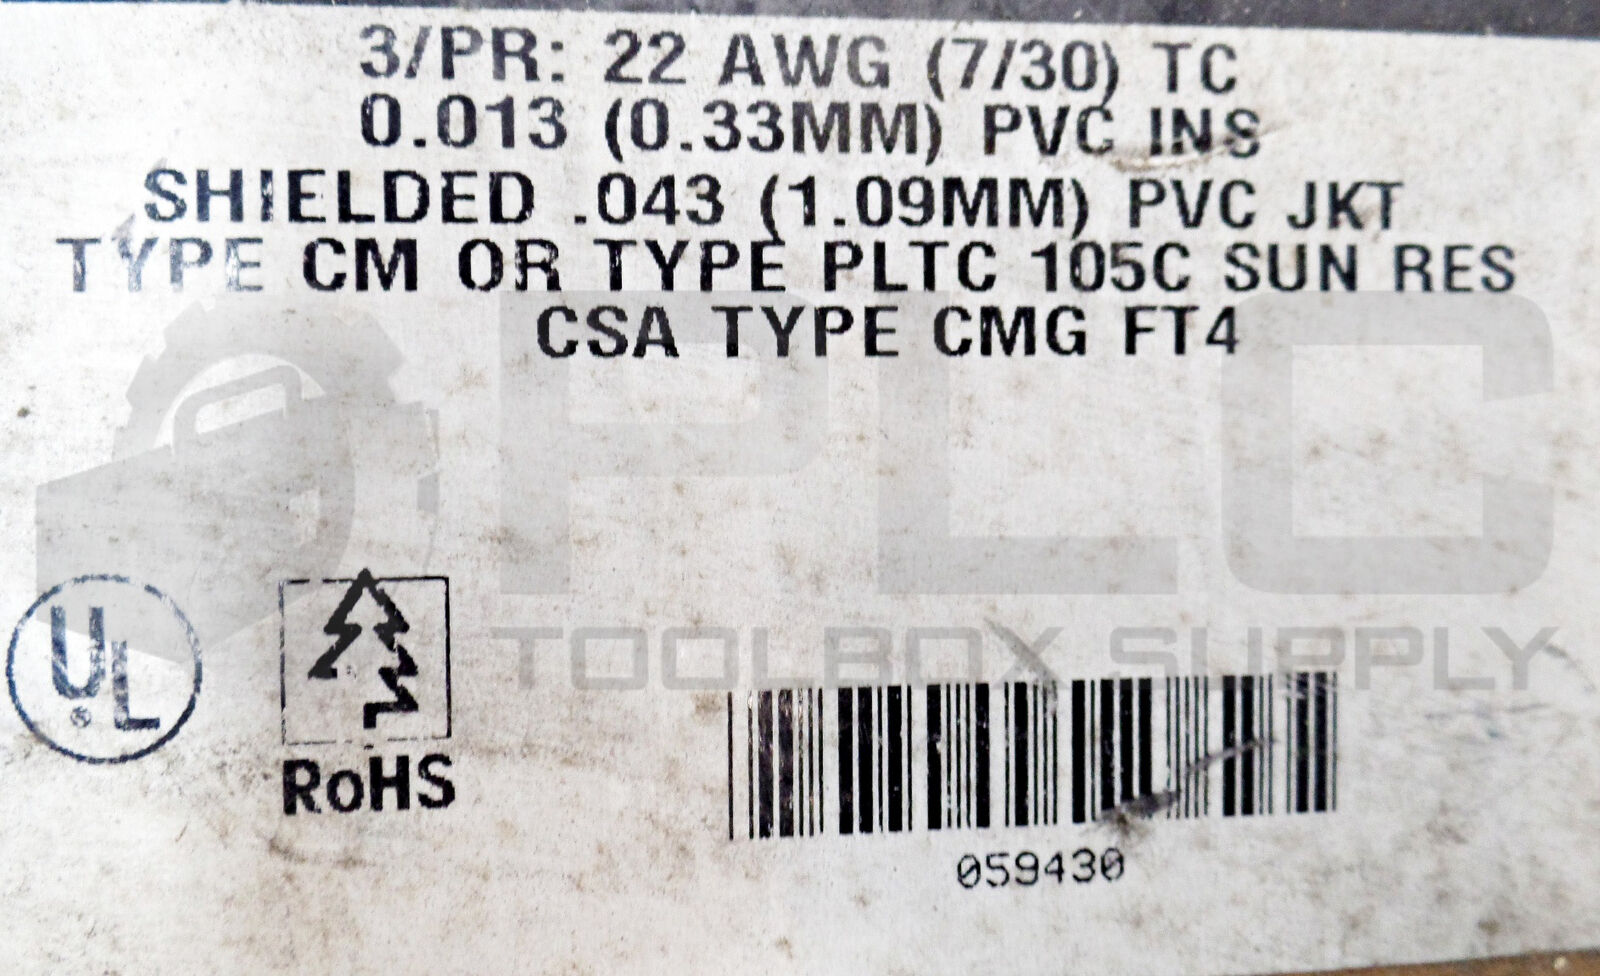 3/PR: 22 AWG (7/30) TC
0.013 (0.33MM) PVC INS
SHIELDED .043 (1.09MM) PVC JKT
TYPE CM OR TYPE PLTC 105C SUN RES
CSA TYPE CMG FT4
PLC
TOOLBOX SUPPLY
UL
®
RoHS
059430